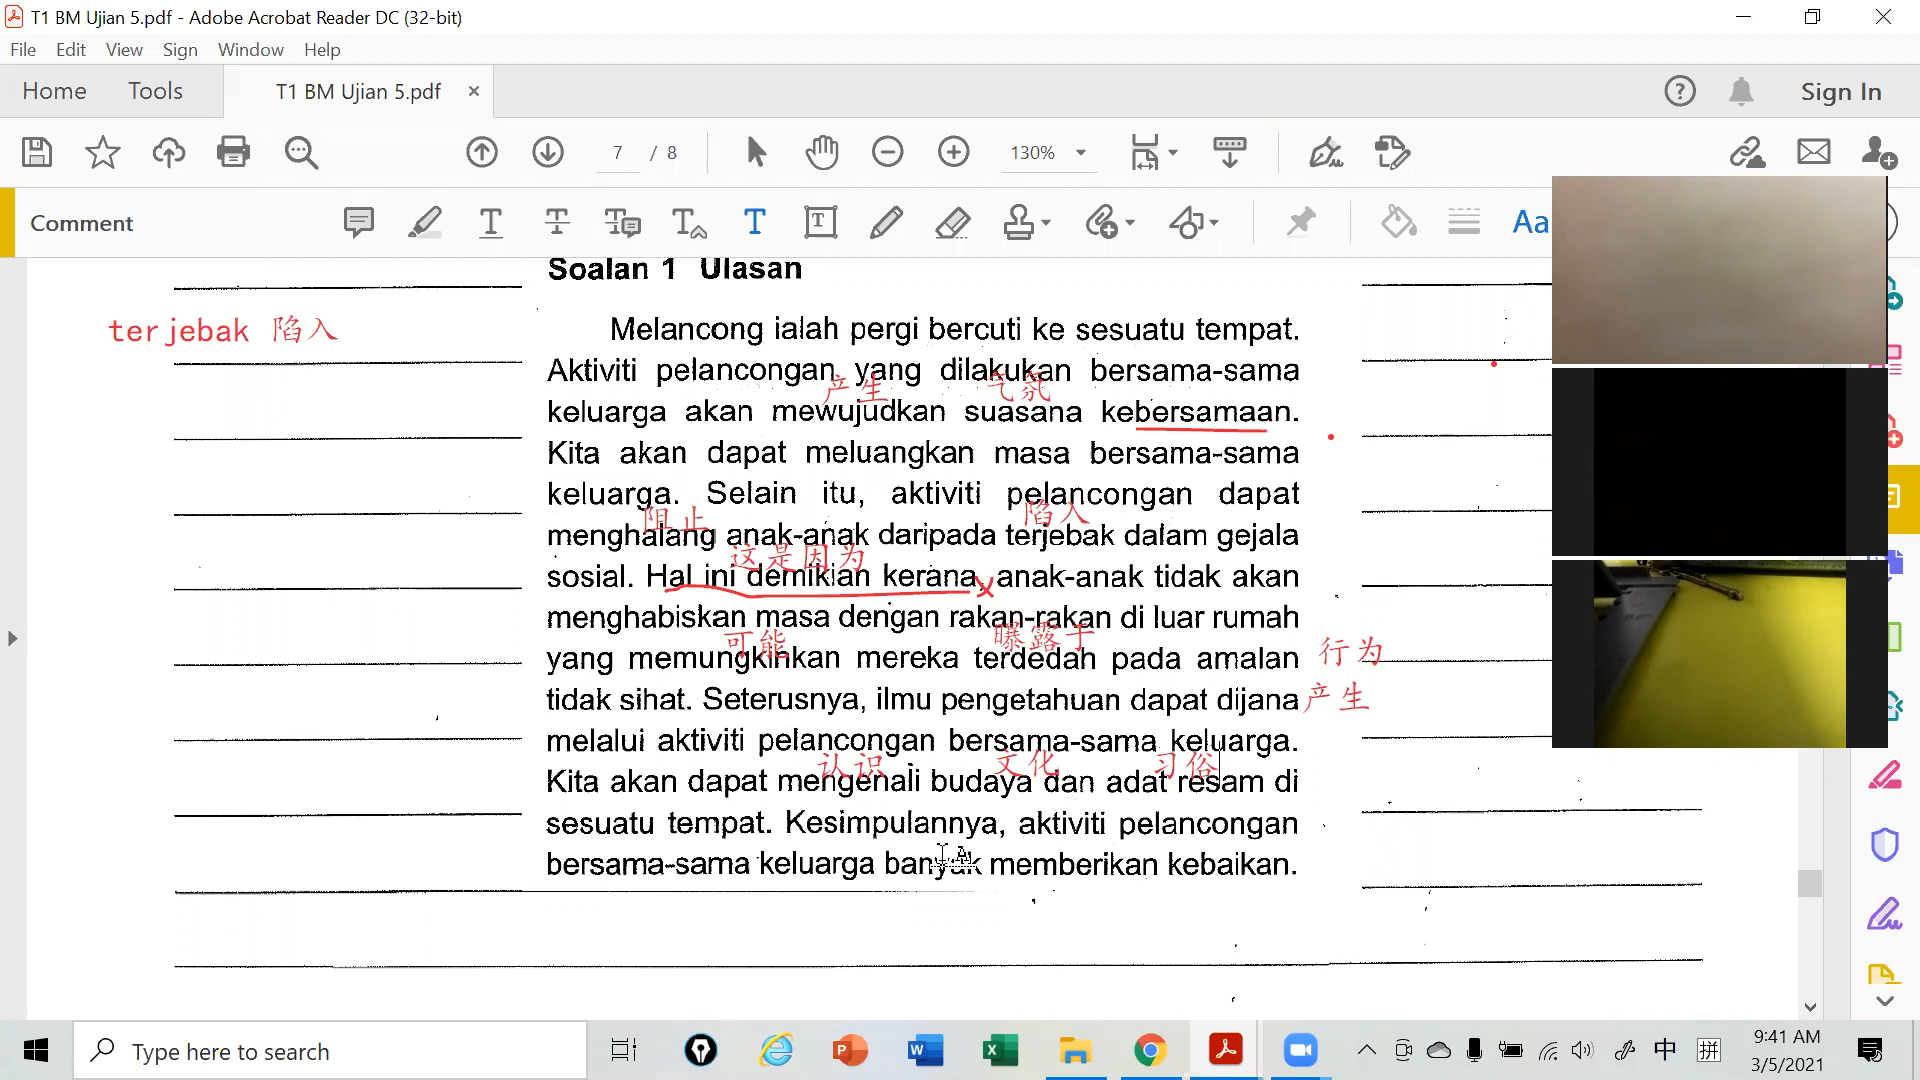 T1 BM Ujian 5.pdf - Adobe Acrobat Reader DC (32-bit)
File Edit View Sign Window Help
Home Tools T1 BM Ujian 5.pdf × Sign In
7 / 8 130%
Comment
Aa
Soalan 1 Ulasan
terjebak 陷入
Melancong ialah pergi bercuti ke sesuatu tempat.
Aktiviti pelancongan yang dilakukan bersama-sama
产生 气氛
keluarga akan mewujudkan suasana kebersamaan.
Kita akan dapat meluangkan masa bersama-sama
keluarga. Selain itu, aktiviti pelancongan dapat
阻止 陷入
menghalang anak-anak daripada terjebak dalam gejala
这是因为
sosial. Hal ini demikian kerana, anak-anak tidak akan
menghabiskan masa dengan rakan-rakan di luar rumah
可能 曝露于 行为
yang memungkinkan mereka terdedah pada amalan
tidak sihat. Seterusnya, ilmu pengetahuan dapat dijana 产生
melalui aktiviti pelancongan bersama-sama keluarga.
认识 文化 习俗
Kita akan dapat mengenali budaya dan adat resam di
sesuatu tempat. Kesimpulannya, aktiviti pelancongan
bersama-sama keluarga banyak memberikan kebaikan.
Type here to search
中 拼
9:41 AM
3/5/2021